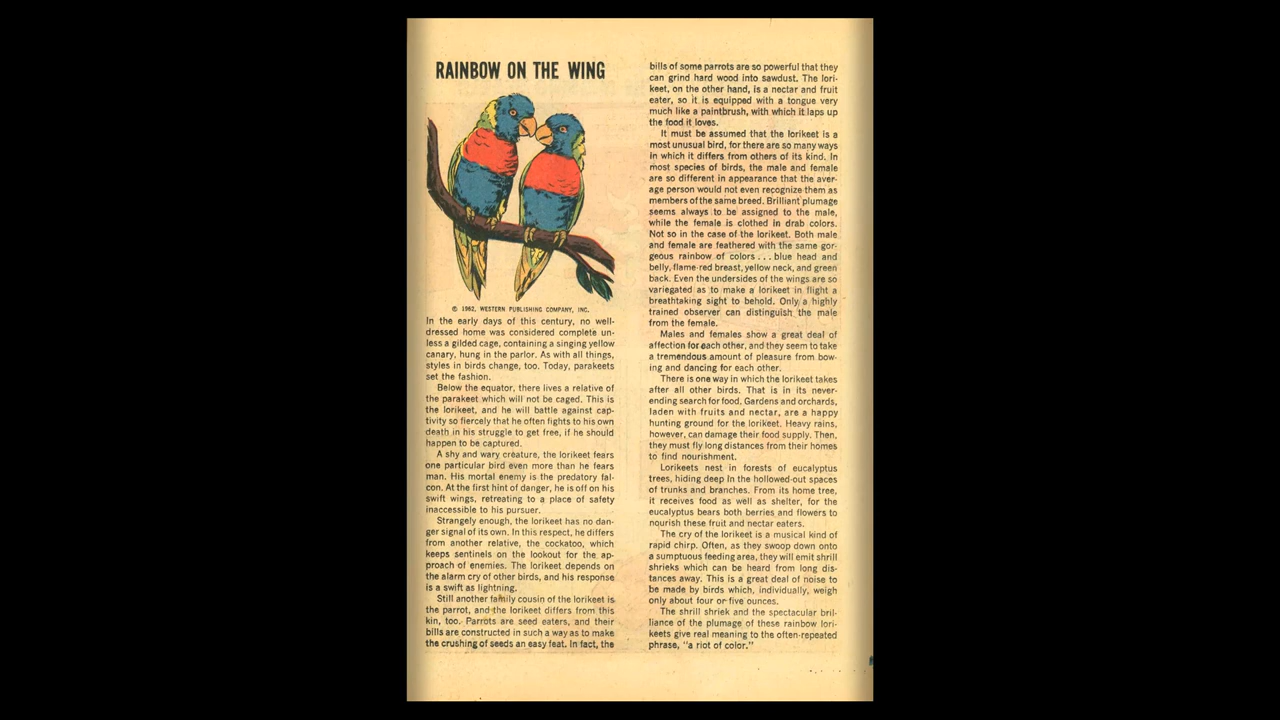 RAINBOW ON THE WING
© 1962, WESTERN PUBLISHING COMPANY, INC.
In the early days of this century, no well-
dressed home was considered complete un-
less a gilded cage, containing a singing yellow
canary, hung in the parlor. As with all things,
styles in birds change, too. Today, parakeets
set the fashion.
Below the equator, there lives a relative of
the parakeet which will not be caged. This is
the lorikeet, and he will battle against cap-
tivity so fiercely that he often fights to his own
death in his struggle to get free, if he should
happen to be captured.
A shy and wary creature, the lorikeet fears
one particular bird even more than he fears
man. His mortal enemy is the predatory fal-
con. At the first hint of danger, he is off on his
swift wings, retreating to a place of safety
inaccessible to his pursuer.
Strangely enough, the lorikeet has no dan-
ger signal of its own. In this respect, he differs
from another relative, the cockatoo, which
keeps sentinels on the lookout for the ap-
proach of enemies. The lorikeet depends on
the alarm cry of other birds, and his response
is a swift as lightning.
Still another family cousin of the lorikeet is
the parrot, and the lorikeet differs from this
kin, too. Parrots are seed eaters, and their
bills are constructed in such a way as to make
the crushing of seeds an easy feat. In fact, the
bills of some parrots are so powerful that they
can grind hard wood into sawdust. The lori-
keet, on the other hand, is a nectar and fruit
eater, so it is equipped with a tongue very
much like a paintbrush, with which it laps up
the food it loves.
It must be assumed that the lorikeet is a
most unusual bird, for there are so many ways
in which it differs from others of its kind. In
most species of birds, the male and female
are so different in appearance that the aver-
age person would not even recognize them as
members of the same breed. Brilliant plumage
seems always to be assigned to the male,
while the female is clothed in drab colors.
Not so in the case of the lorikeet. Both male
and female are feathered with the same gor-
geous rainbow of colors . . . blue head and
belly, flame-red breast, yellow neck, and green
back. Even the undersides of the wings are so
variegated as to make a lorikeet in flight a
breathtaking sight to behold. Only a highly
trained observer can distinguish the male
from the female.
Males and females show a great deal of
affection for each other, and they seem to take
a tremendous amount of pleasure from bow-
ing and dancing for each other.
There is one way in which the lorikeet takes
after all other birds. That is in its never-
ending search for food. Gardens and orchards,
laden with fruits and nectar, are a happy
hunting ground for the lorikeet. Heavy rains,
however, can damage their food supply. Then,
they must fly long distances from their homes
to find nourishment.
Lorikeets nest in forests of eucalyptus
trees, hiding deep in the hollowed-out spaces
of trunks and branches. From its home tree,
it receives food as well as shelter, for the
eucalyptus bears both berries and flowers to
nourish these fruit and nectar eaters.
The cry of the lorikeet is a musical kind of
rapid chirp. Often, as they swoop down onto
a sumptuous feeding area, they will emit shrill
shrieks which can be heard from long dis-
tances away. This is a great deal of noise to
be made by birds which, individually, weigh
only about four or five ounces.
The shrill shriek and the spectacular bril-
liance of the plumage of these rainbow lori-
keets give real meaning to the often-repeated
phrase, "a riot of color."